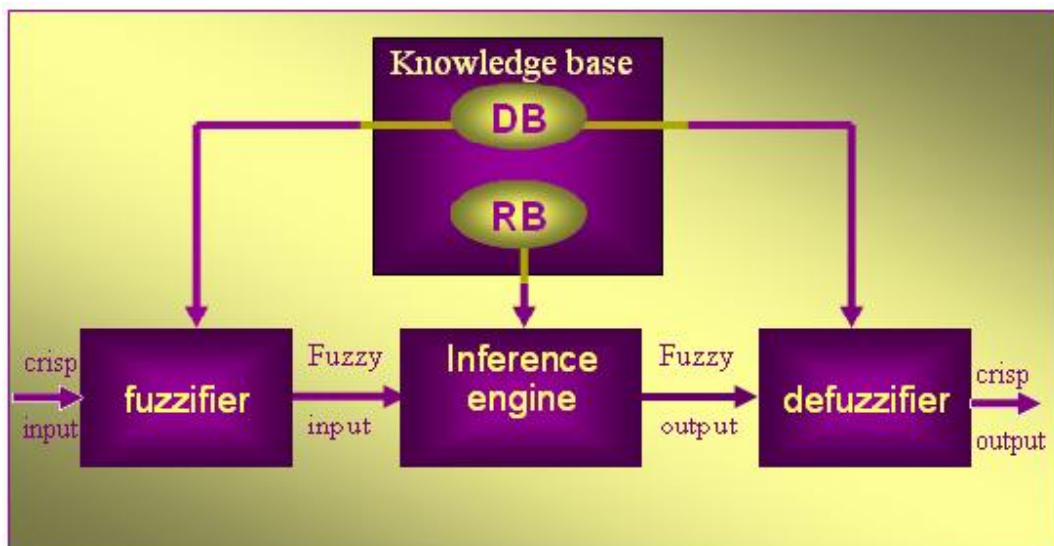 Knowledge base
DB
RB
crisp
input
fuzzifier
Fuzzy
input
Inference
engine
Fuzzy
output
defuzzifier
crisp
output